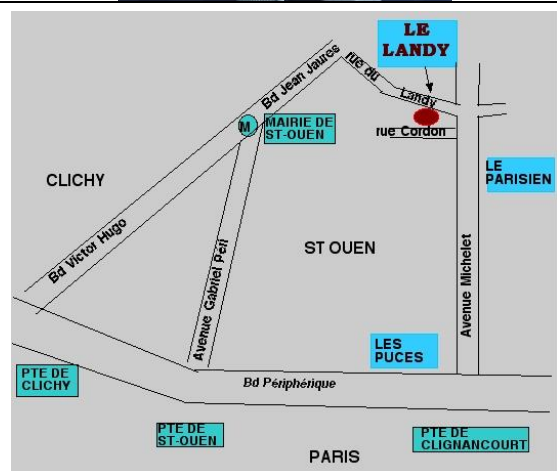 LE
LANDY
Bd Jean Jaures
rue du
Landy
M
MAIRIE DE
ST-OUEN
rue Cordon
CLICHY
LE
PARISIEN
Bd Victor Hugo
Avenue Gabriel Péri
ST OUEN
Avenue Michelet
LES
PUCES
PTE DE
CLICHY
Bd Périphérique
PTE DE
ST-OUEN
PTE DE
CLIGNANCOURT
PARIS